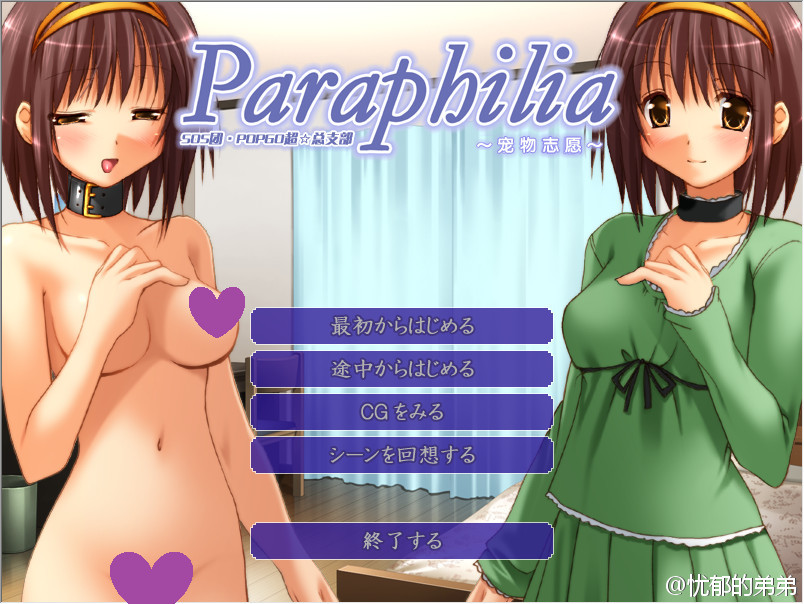 Paraphilia
SOS团·POPGO超☆总支部
～宠物志愿～
最初からはじめる
途中からはじめる
CGをみる
シーンを回想する
終了する
@忧郁的弟弟